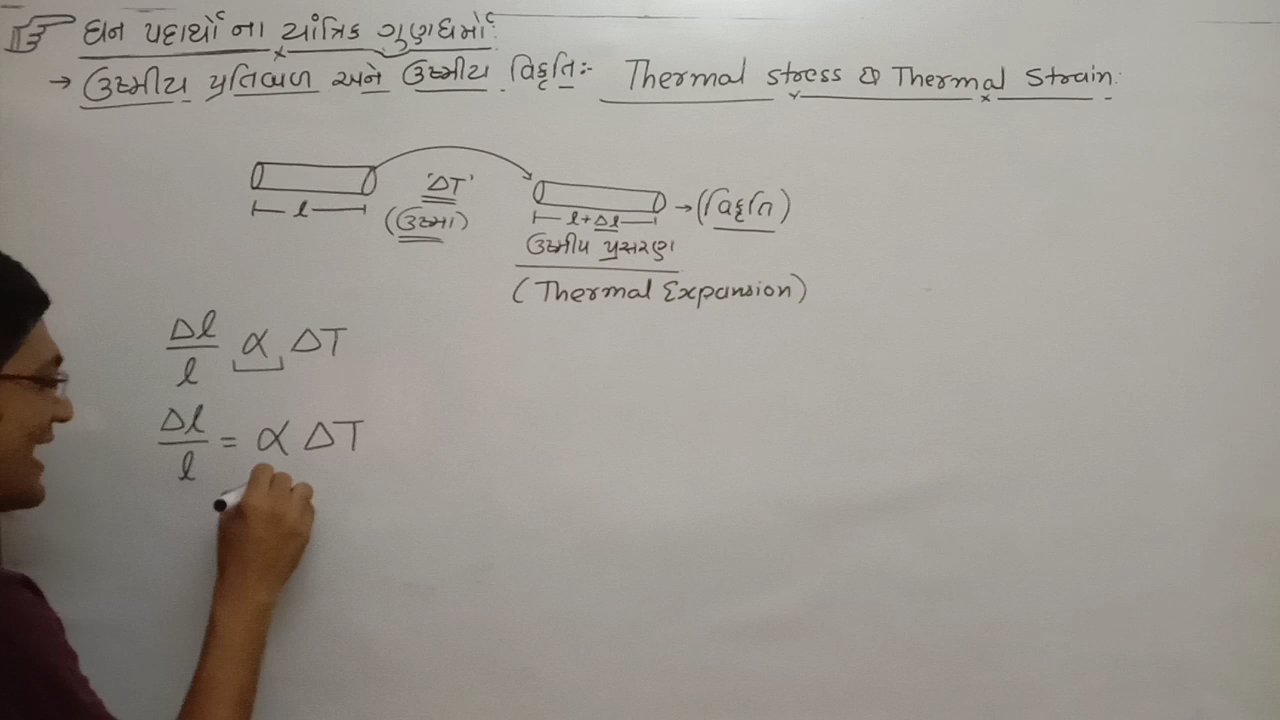 ઘન પદાર્થો ના યાંત્રિક ગુણધર્મો
→ ઉષ્મીય પ્રતિબળ અને ઉષ્મીય વિકૃતિ:- Thermal stress & Thermal Strain:
'ΔT'
l
(ઉષ્મા)
l+Δl
→(વિકૃતિ)
ઉષ્મીય પ્રસરણ
(Thermal Expansion)
Δl/l α ΔT
Δl/l = α ΔT